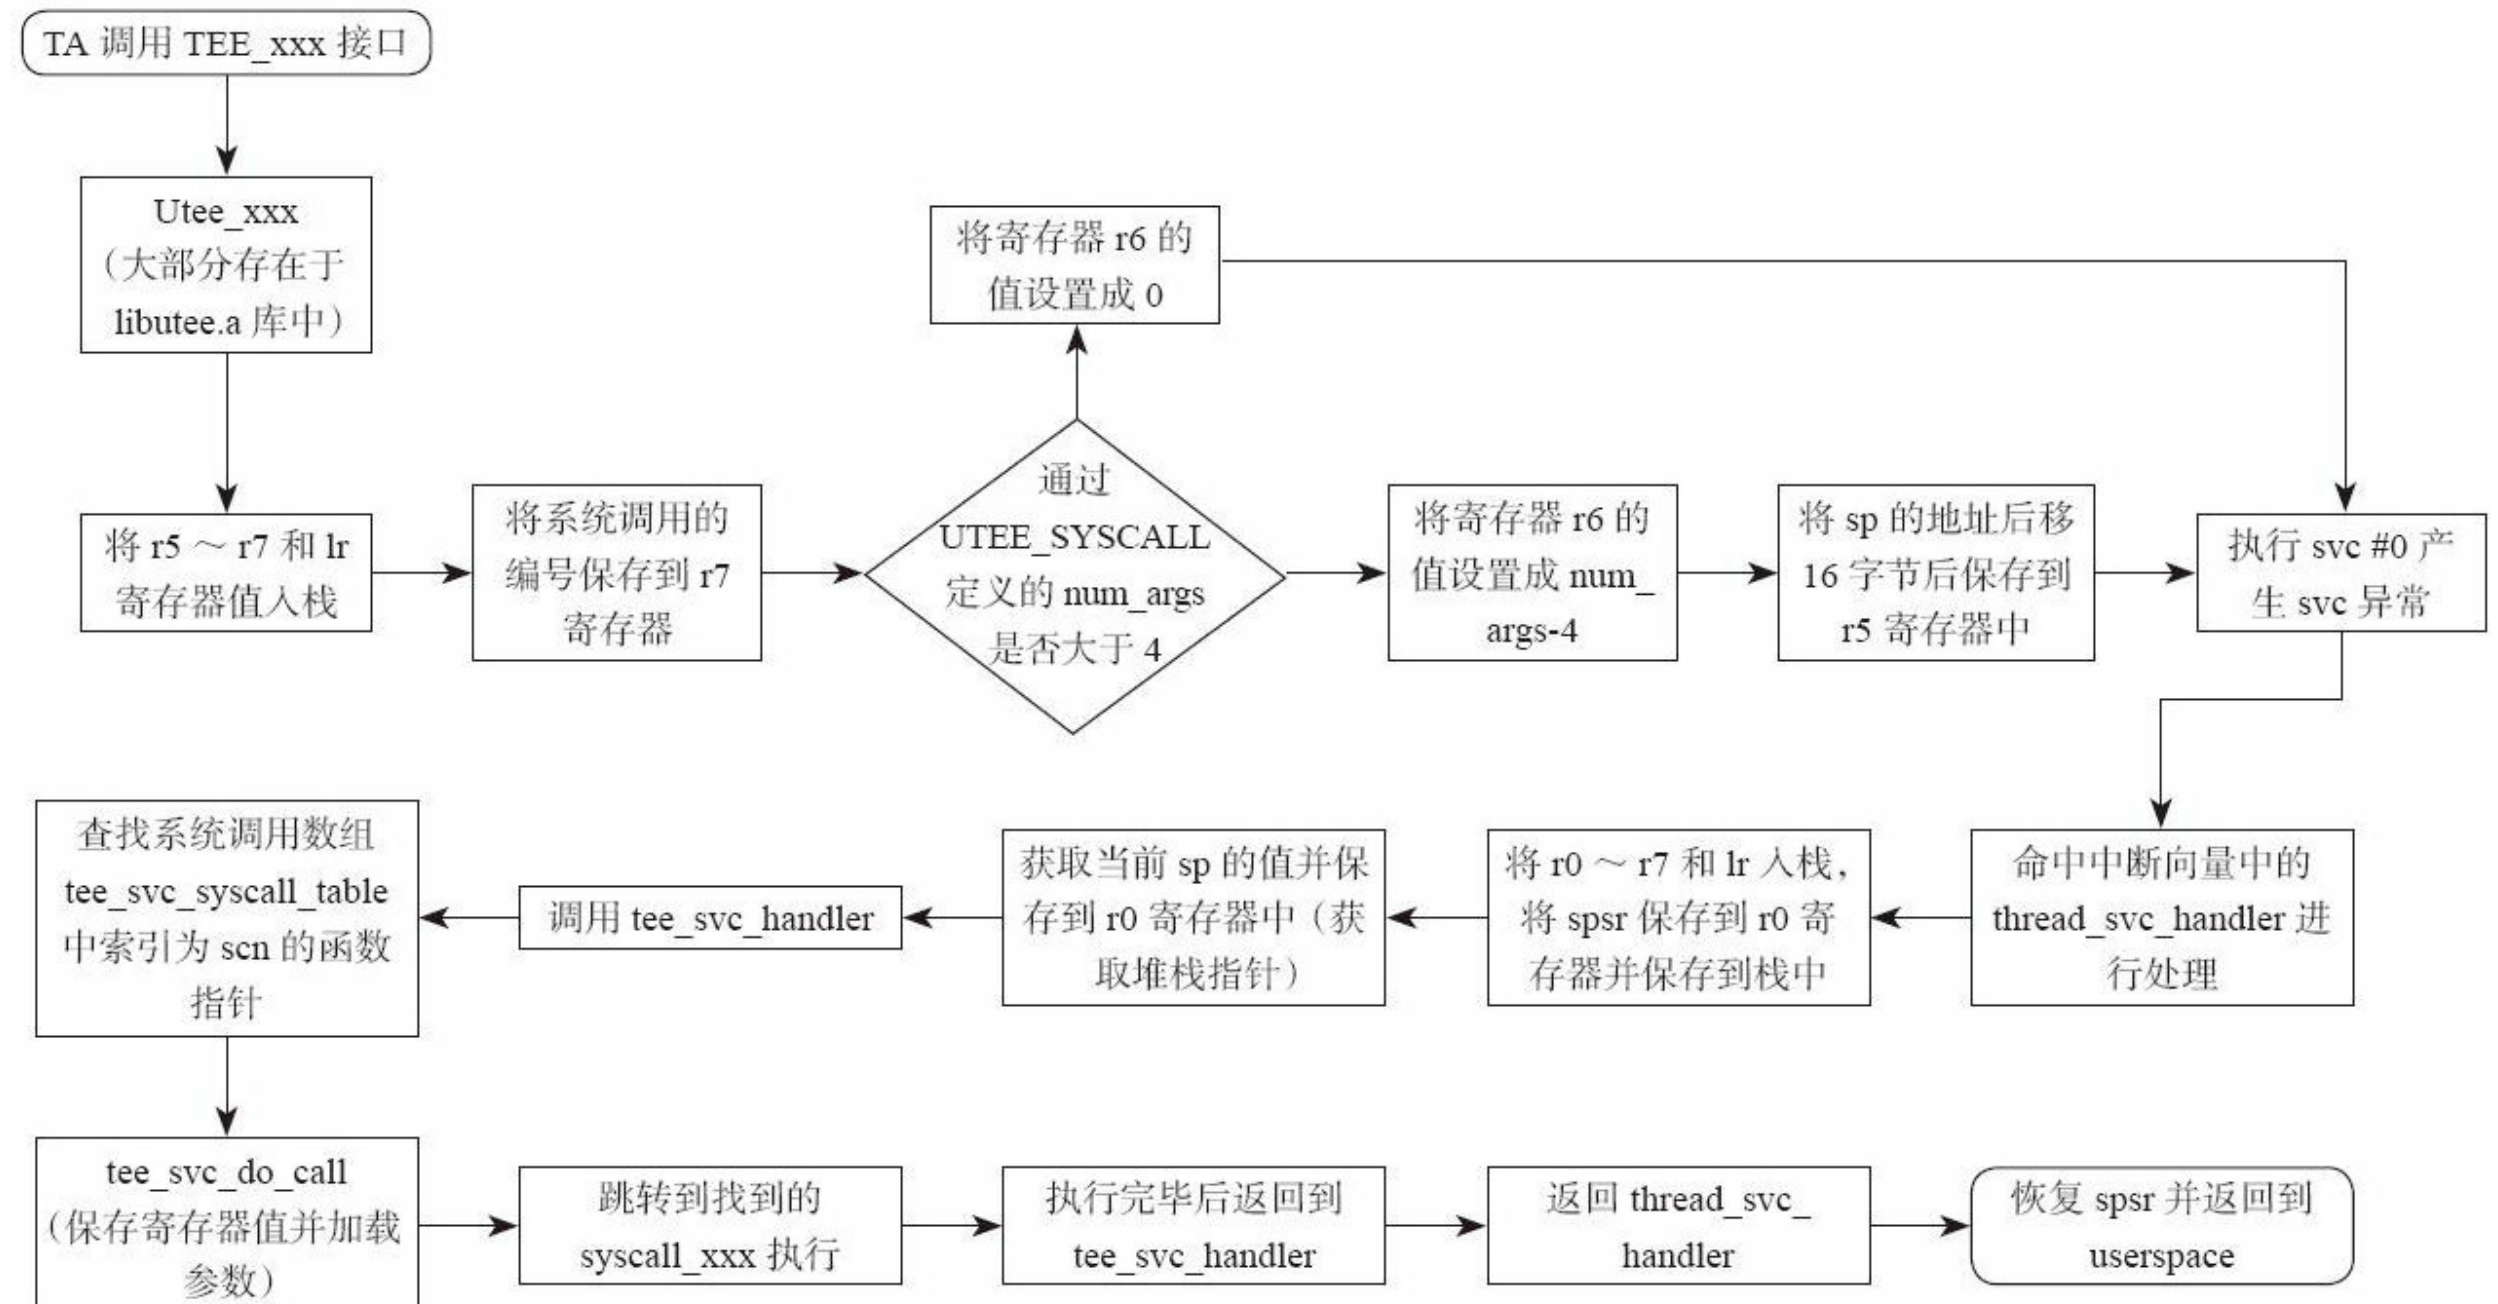 TA 调用 TEE_xxx 接口
Utee_xxx
（大部分存在于
libutee.a 库中）
将 r5～r7 和 lr
寄存器值入栈
将系统调用的
编号保存到 r7
寄存器
通过
UTEE_SYSCALL
定义的 num_args
是否大于 4
将寄存器 r6 的
值设置成 0
将寄存器 r6 的
值设置成 num_
args-4
将 sp 的地址后移
16 字节后保存到
r5 寄存器中
执行 svc #0 产
生 svc 异常
命中中断向量中的
thread_svc_handler 进
行处理
将 r0～r7 和 lr 入栈，
将 spsr 保存到 r0 寄
存器并保存到栈中
获取当前 sp 的值并保
存到 r0 寄存器中（获
取堆栈指针）
调用 tee_svc_handler
查找系统调用数组
tee_svc_syscall_table
中索引为 scn 的函数
指针
tee_svc_do_call
（保存寄存器值并加载
参数）
跳转到找到的
syscall_xxx 执行
执行完毕后返回到
tee_svc_handler
返回 thread_svc_
handler
恢复 spsr 并返回到
userspace